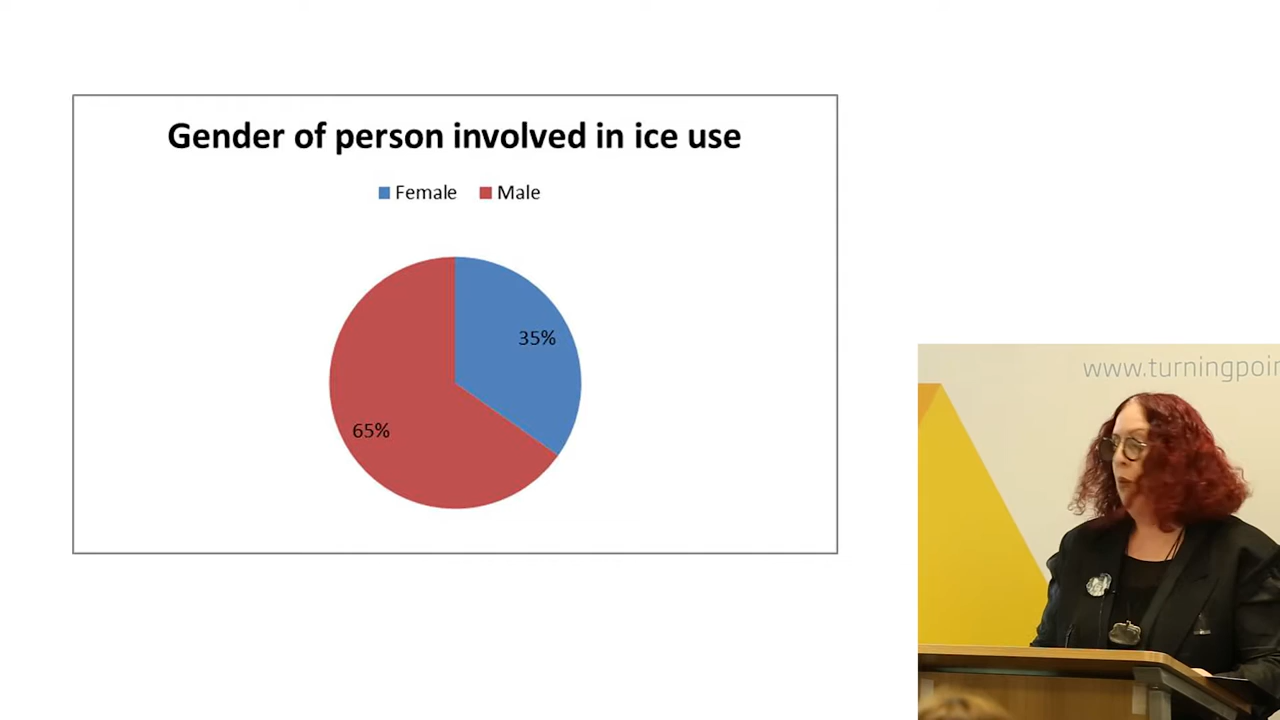 Gender of person involved in ice use
Female Male
35%
65%
www.turningpoi